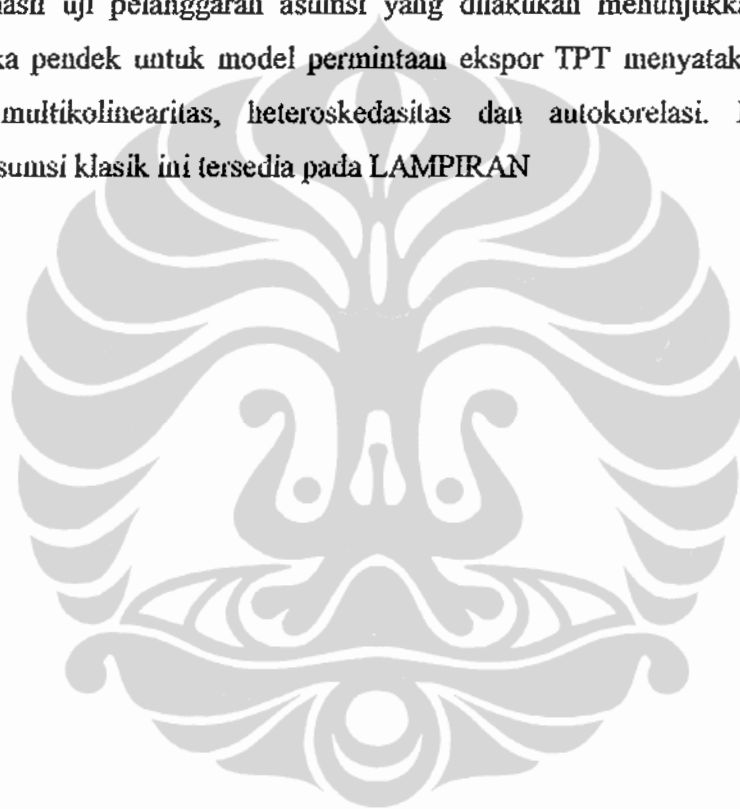 hasil uji pelanggaran asumsi yang dilakukan menunjukka
ka pendek untuk model permintaan ekspor TPT menyatak
multikolinearitas, heteroskedasitas dan autokorelasi.
sumsi klasik ini tersedia pada LAMPIRAN